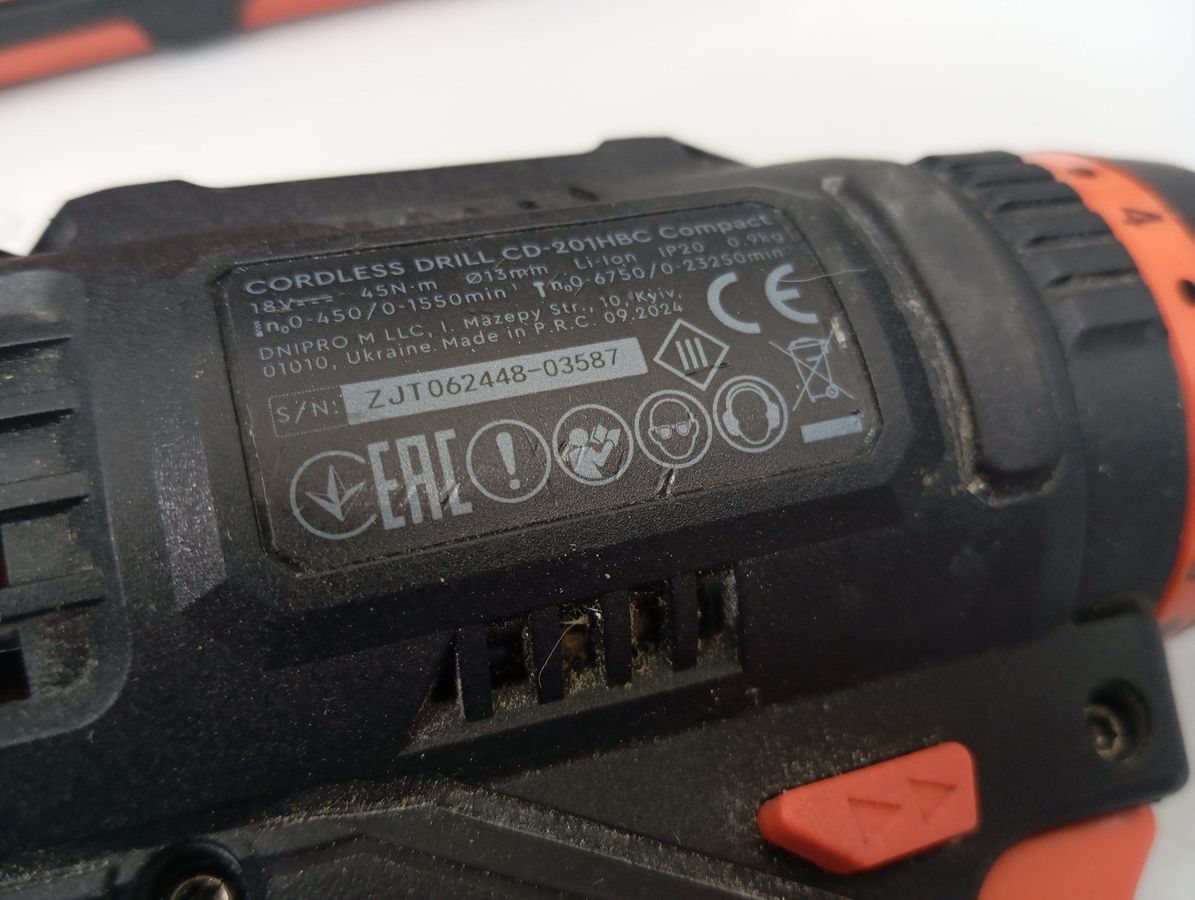 CORDLESS DRILL CD-201HBC Compact
18V 45N·m Ø13mm Li-Ion IP20 0.9kg
n₀0-450/0-1550min⁻¹ n₀0-6750/0-23250min⁻¹
DNIPRO M LLC, 1, Mazepy Str., 10, Kyiv,
01010, Ukraine. Made in P.R.C. 09.2024
S/N: ZJT062448-03587
CE
III
EAC
4